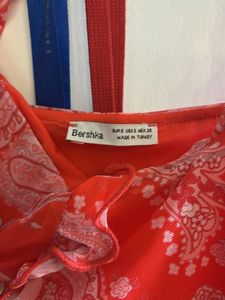 Bershka
EUR S USA S MEX 26
MADE IN TURKEY